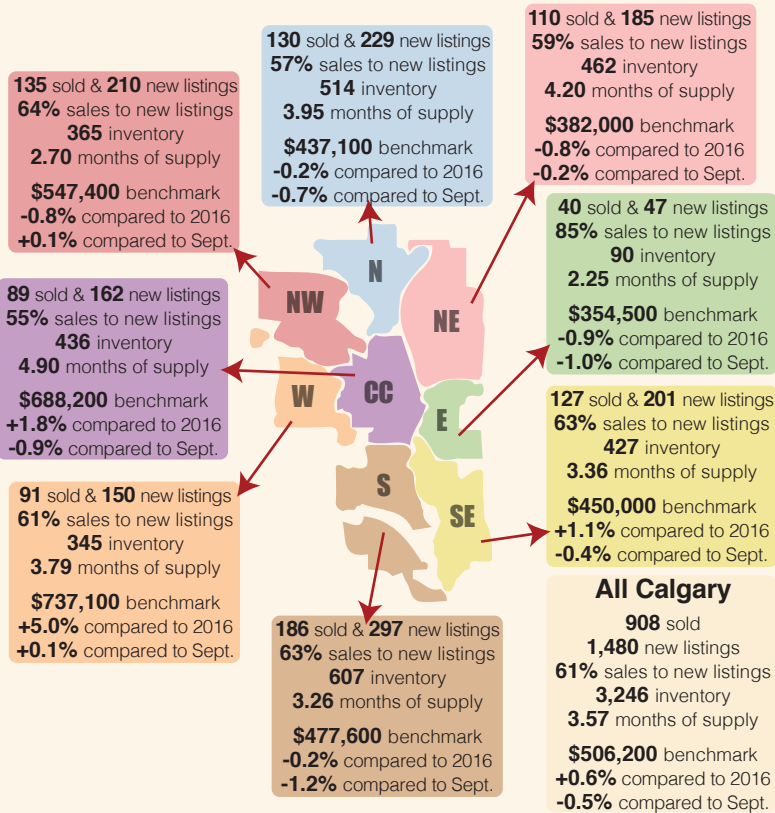 130 sold & 229 new listings
57% sales to new listings
514 inventory
3.95 months of supply
$437,100 benchmark
-0.2% compared to 2016
-0.7% compared to Sept.
110 sold & 185 new listings
59% sales to new listings
462 inventory
4.20 months of supply
$382,000 benchmark
-0.8% compared to 2016
-0.2% compared to Sept.
135 sold & 210 new listings
64% sales to new listings
365 inventory
2.70 months of supply
$547,400 benchmark
-0.8% compared to 2016
+0.1% compared to Sept.
40 sold & 47 new listings
85% sales to new listings
90 inventory
2.25 months of supply
$354,500 benchmark
-0.9% compared to 2016
-1.0% compared to Sept.
N
NW
NE
W
CC
E
S
SE
89 sold & 162 new listings
55% sales to new listings
436 inventory
4.90 months of supply
$688,200 benchmark
+1.8% compared to 2016
-0.9% compared to Sept.
127 sold & 201 new listings
63% sales to new listings
427 inventory
3.36 months of supply
$450,000 benchmark
+1.1% compared to 2016
-0.4% compared to Sept.
91 sold & 150 new listings
61% sales to new listings
345 inventory
3.79 months of supply
$737,100 benchmark
+5.0% compared to 2016
+0.1% compared to Sept.
186 sold & 297 new listings
63% sales to new listings
607 inventory
3.26 months of supply
$477,600 benchmark
-0.2% compared to 2016
-1.2% compared to Sept.
All Calgary
908 sold
1,480 new listings
61% sales to new listings
3,246 inventory
3.57 months of supply
$506,200 benchmark
+0.6% compared to 2016
-0.5% compared to Sept.